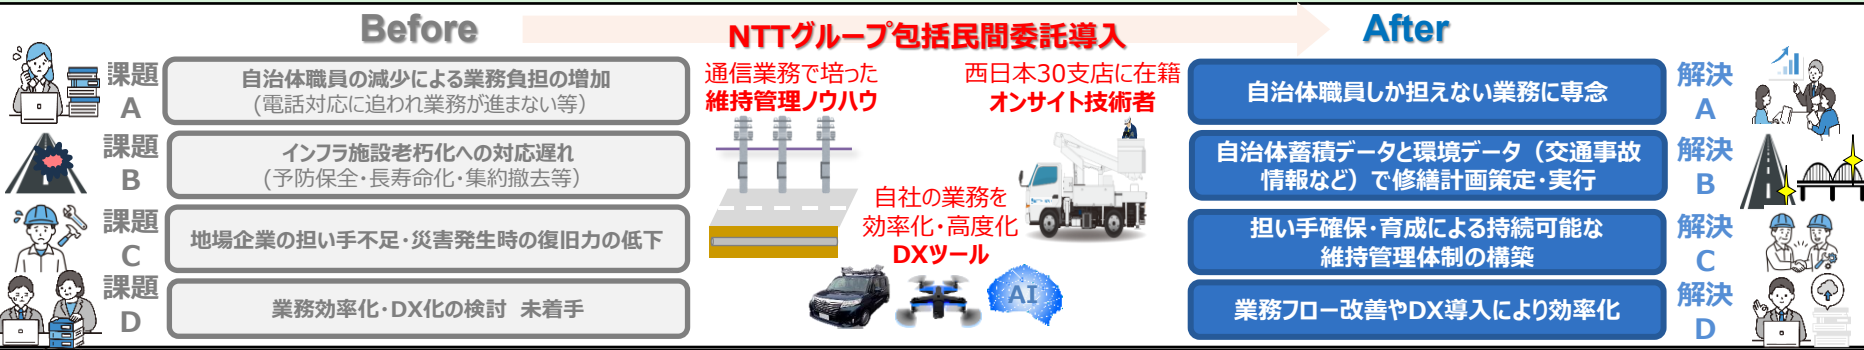 Before
NTTグループ包括民間委託導入
After
課題
A
自治体職員の減少による業務負担の増加
(電話対応に追われ業務が進まない等)
課題
B
インフラ施設老朽化への対応遅れ
(予防保全・長寿命化・集約撤去等)
課題
C
地場企業の担い手不足・災害発生時の復旧力の低下
課題
D
業務効率化・DX化の検討 未着手
通信業務で培った
維持管理ノウハウ
西日本30支店に在籍
オンサイト技術者
自社の業務を
効率化・高度化
DXツール
AI
自治体職員しか担えない業務に専念
解決
A
自治体蓄積データと環境データ（交通事故
情報など）で修繕計画策定・実行
解決
B
担い手確保・育成による持続可能な
維持管理体制の構築
解決
C
業務フロー改善やDX導入により効率化
解決
D